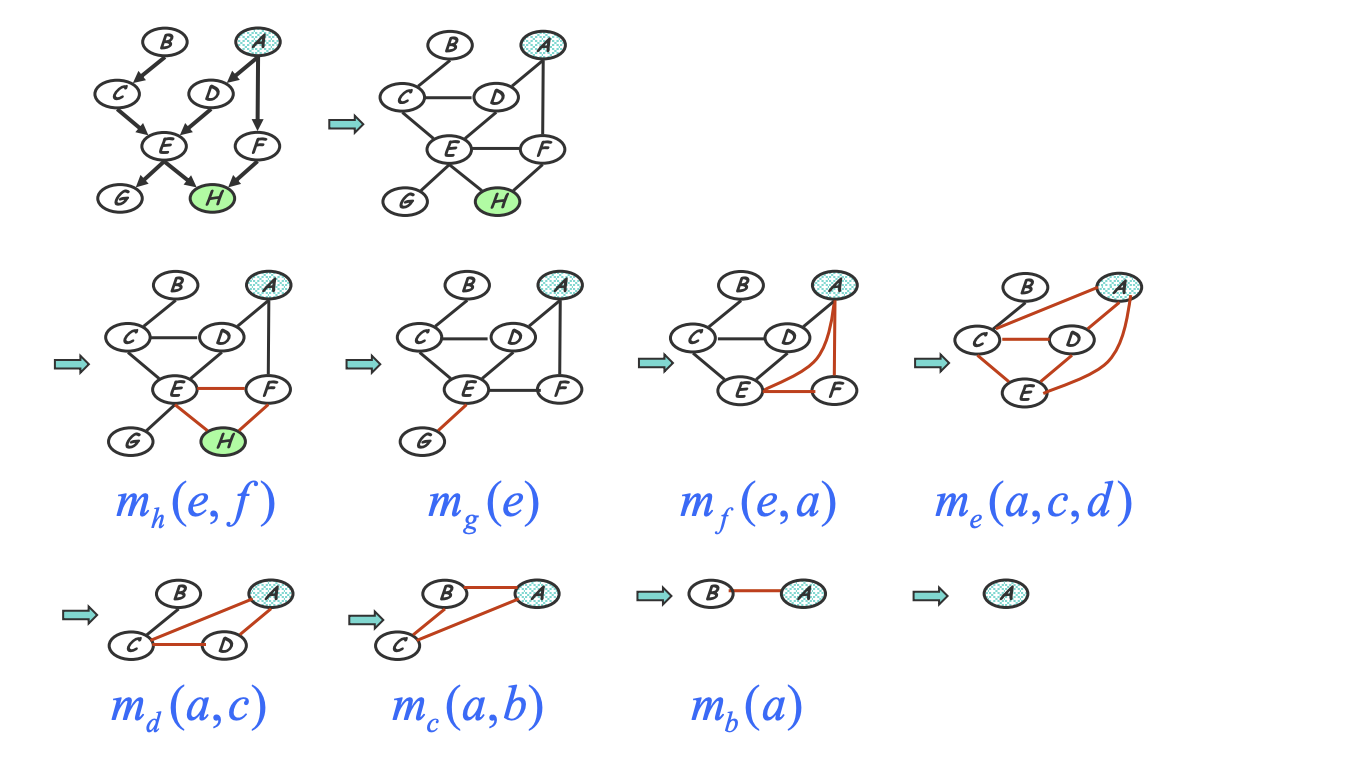 B A B A
C D C D
E F E F
G H G H
B A B A B A B A
C D C D C D C D
E F E F E F E
G H G
m_h(e,f) m_g(e) m_f(e,a) m_e(a,c,d)
B A B A B A A
C D C
m_d(a,c) m_c(a,b) m_b(a)